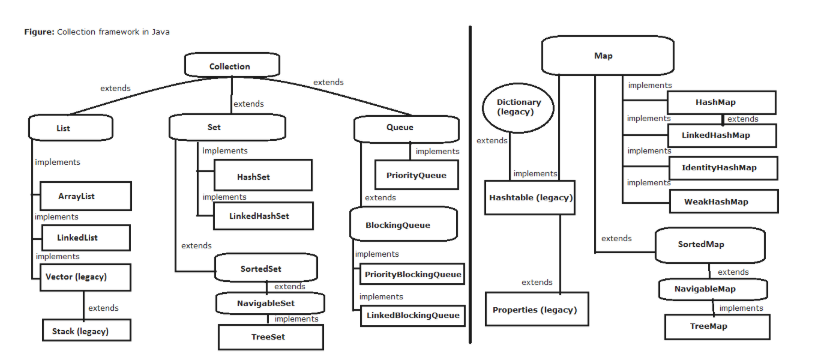 Figure: Collection framework in Java
Collection
extends
extends
extends
List
Set
Queue
implements
implements
implements
HashSet
PriorityQueue
ArrayList
implements
extends
implements
LinkedHashSet
LinkedList
BlockingQueue
implements
extends
implements
Vector (legacy)
SortedSet
PriorityBlockingQueue
extends
extends
NavigableSet
implements
implements
LinkedBlockingQueue
Stack (legacy)
TreeSet
Map
implements
Dictionary
(legacy)
HashMap
implements
extends
extends
LinkedHashMap
implements
implements
IdentityHashMap
implements
Hashtable (legacy)
WeakHashMap
extends
SortedMap
extends
extends
NavigableMap
Properties (legacy)
implements
TreeMap